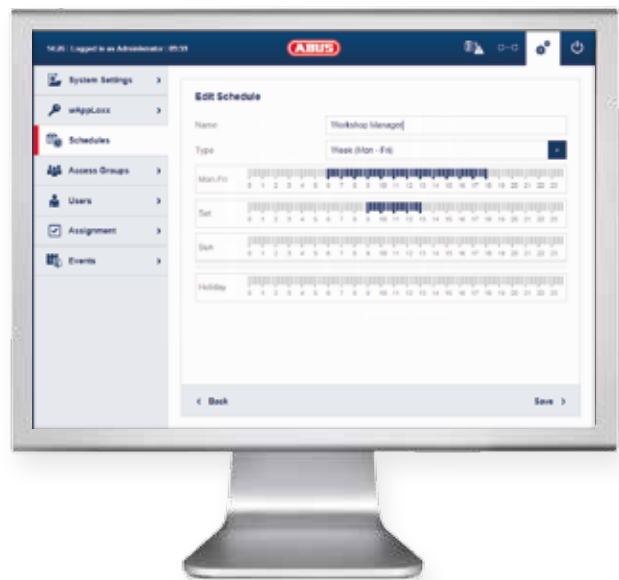 14:26 | Logged in as Administrator | 09:59
ABUS
System Settings >
wAppLoxx >
Schedules
Access Groups >
Users >
Assignment >
Events >
Edit Schedule
Name Workshop Manager
Type Week (Mon - Fri)
Mon-Fri 0 1 2 3 4 5 6 7 8 9 10 11 12 13 14 15 16 17 18 19 20 21 22 23
Sat 0 1 2 3 4 5 6 7 8 9 10 11 12 13 14 15 16 17 18 19 20 21 22 23
Sun 0 1 2 3 4 5 6 7 8 9 10 11 12 13 14 15 16 17 18 19 20 21 22 23
Holiday 0 1 2 3 4 5 6 7 8 9 10 11 12 13 14 15 16 17 18 19 20 21 22 23
< Back Save >